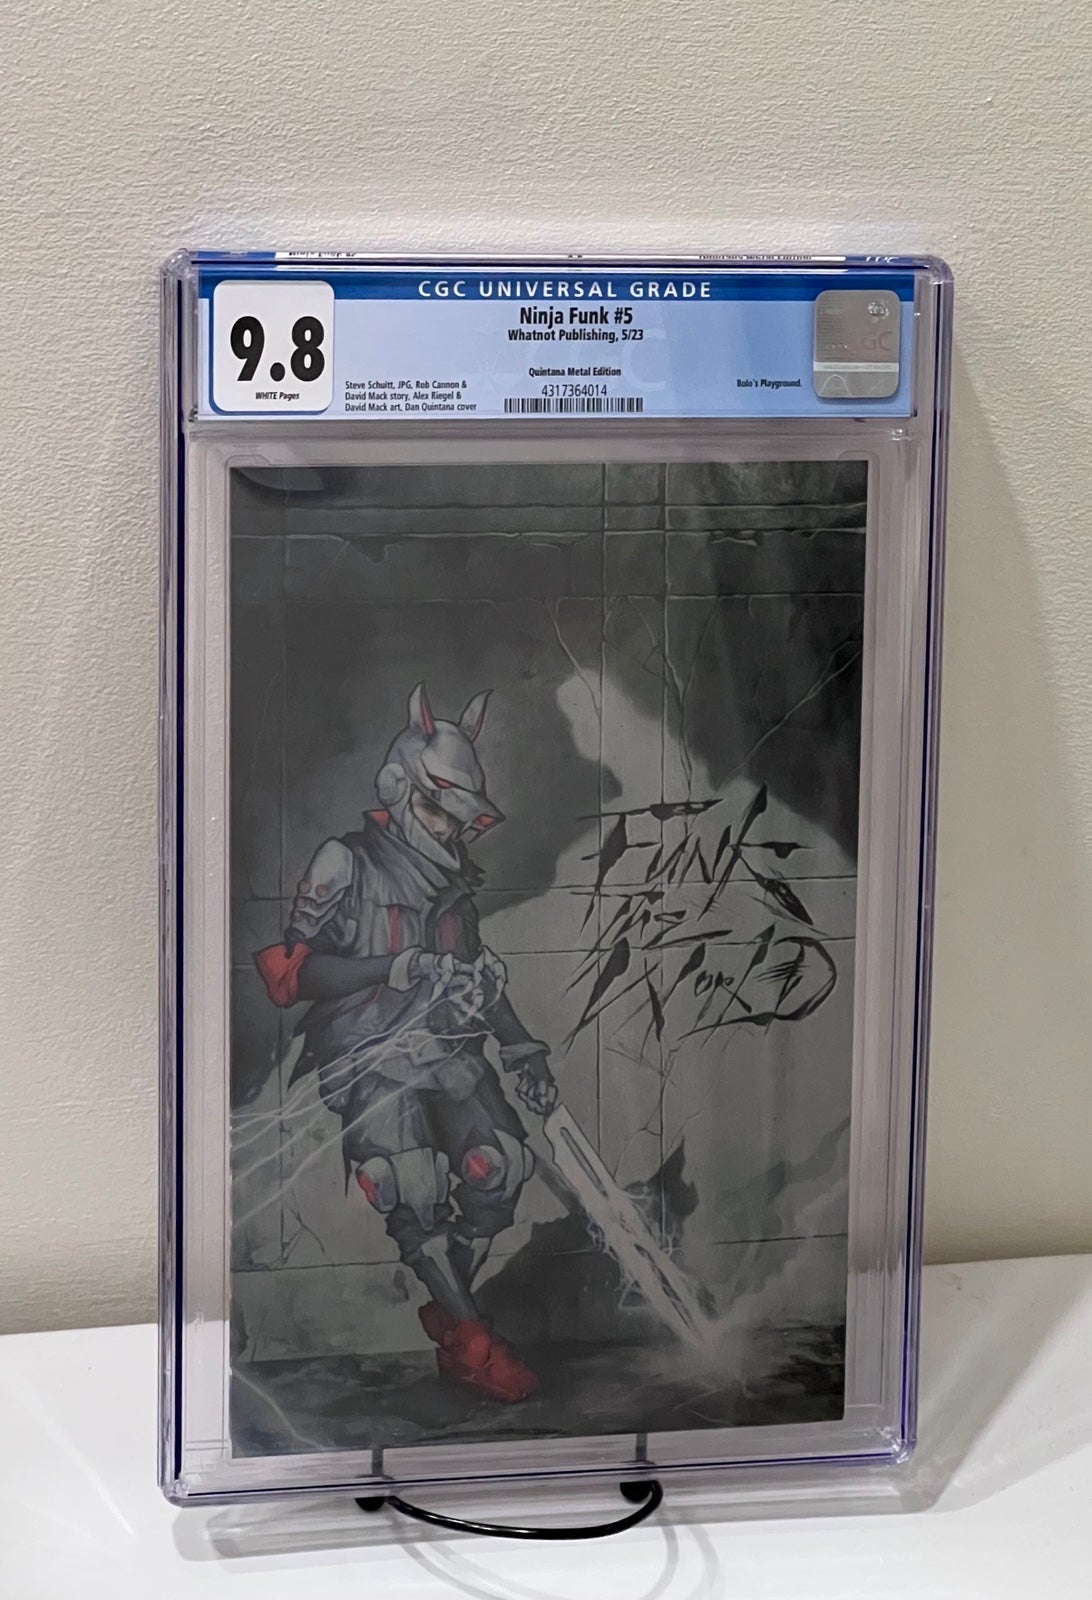 CGC UNIVERSAL GRADE
9.8
WHITE Pages
Ninja Funk #5
Whatnot Publishing, 5/23
Quintana Metal Edition
4317364014
Steve Schuitt, JPG, Rob Cannon &
David Mack story, Alex Riegel &
David Mack art, Dan Quintana cover
Bolo's Playground.
CGC
FUNK
THE
WORLD